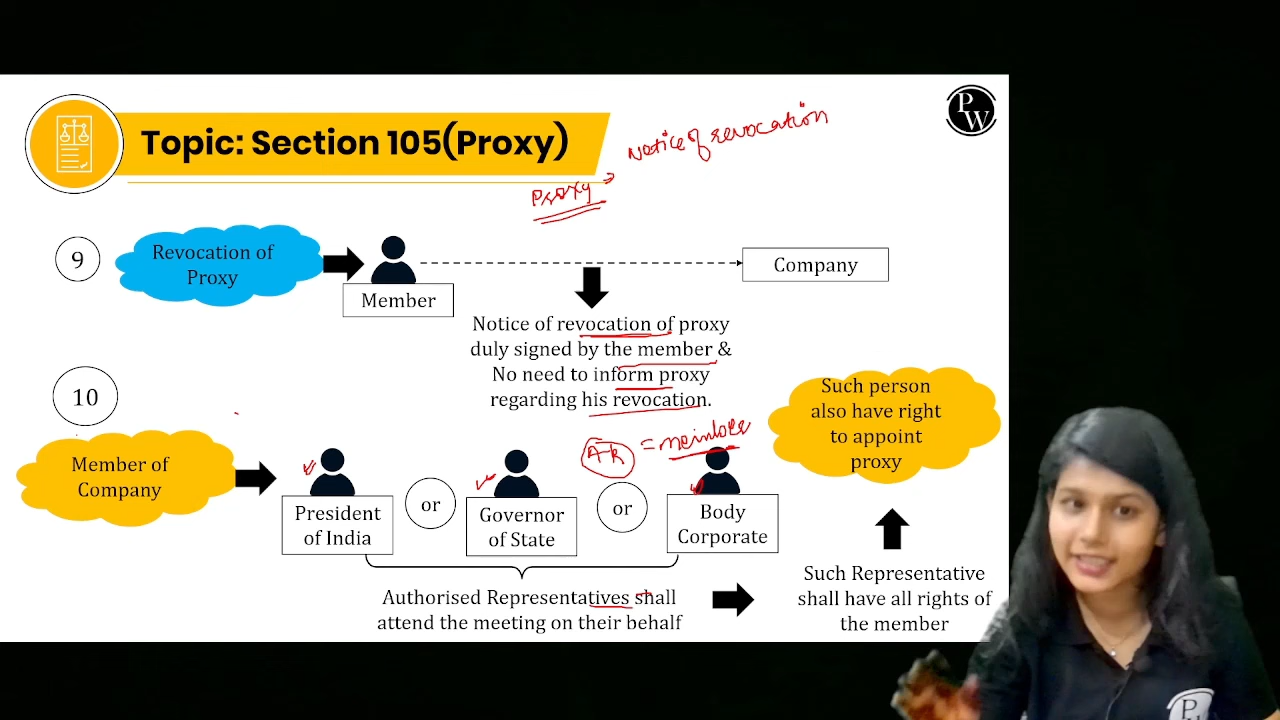 P
W
Topic: Section 105(Proxy)
Notice of revocation
Proxy →
9
Revocation of
Proxy
Member
Company
Notice of revocation of proxy
duly signed by the member &
No need to inform proxy
regarding his revocation.
10
Member of
Company
President
of India
or
Governor
of State
or
AR = member
Body
Corporate
Such person
also have right
to appoint
proxy
Authorised Representatives shall
attend the meeting on their behalf
Such Representative
shall have all rights of
the member
P